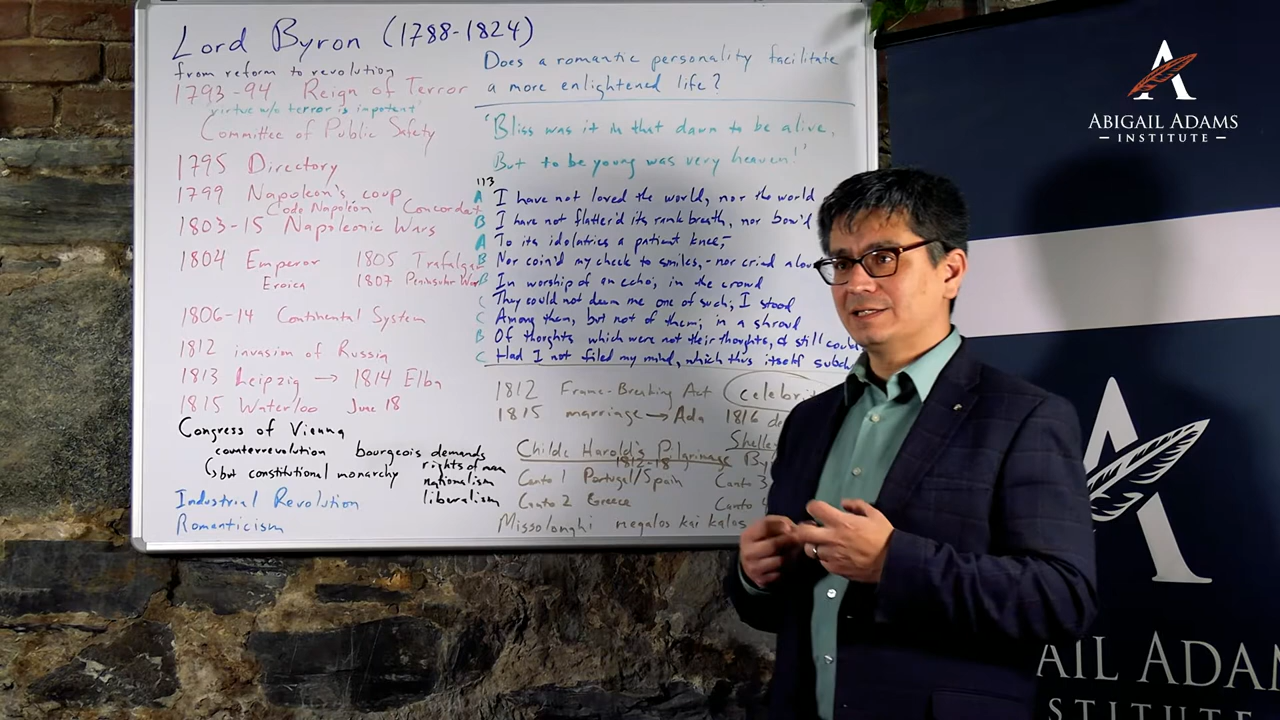 Lord Byron (1788-1824)
from reform to revolution
1793-94 Reign of Terror
'virtue w/o terror is impotent'
Committee of Public Safety
1795 Directory
1799 Napoleon's coup
Code Napoléon Concordat
1803-15 Napoleonic Wars
1804 Emperor 1805 Trafalga
Eroica 1807 Peninsular War
1806-14 Continental System
1812 invasion of Russia
1813 Leipzig → 1814 Elba
1815 Waterloo June 18
Congress of Vienna
counterrevolution bourgeois demands
but constitutional monarchy rights of man
nationalism
liberalism
Industrial Revolution
Romanticism
Does a romantic personality facilitate
a more enlightened life?
'Bliss was it in that dawn to be alive,
But to be young was very heaven!'
113
A I have not loved the world, nor the world
B I have not flatter'd its rank breath, nor bow'd
A To its idolatries a patient knee,-
B Nor coin'd my cheek to smiles,- nor cried alou
B In worship of an echo; in the crowd
C They could not deem me one of such; I stood
C Among them, but not of them; in a shroud
B Of thoughts which were not their thoughts, & still could
C Had I not filed my mind, which thus itself subd
1812 Frame-Breaking Act celebri
1815 marriage → Ada 1816 de
Shelley
Childe Harold's Pilgrimage By
1812-18
Canto 1 Portugal/Spain Canto 3
Canto 2 Greece Canto
Missolonghi megalos kai kalos
A
ABIGAIL ADAMS
INSTITUTE
A
AIL ADAM
STITUTE